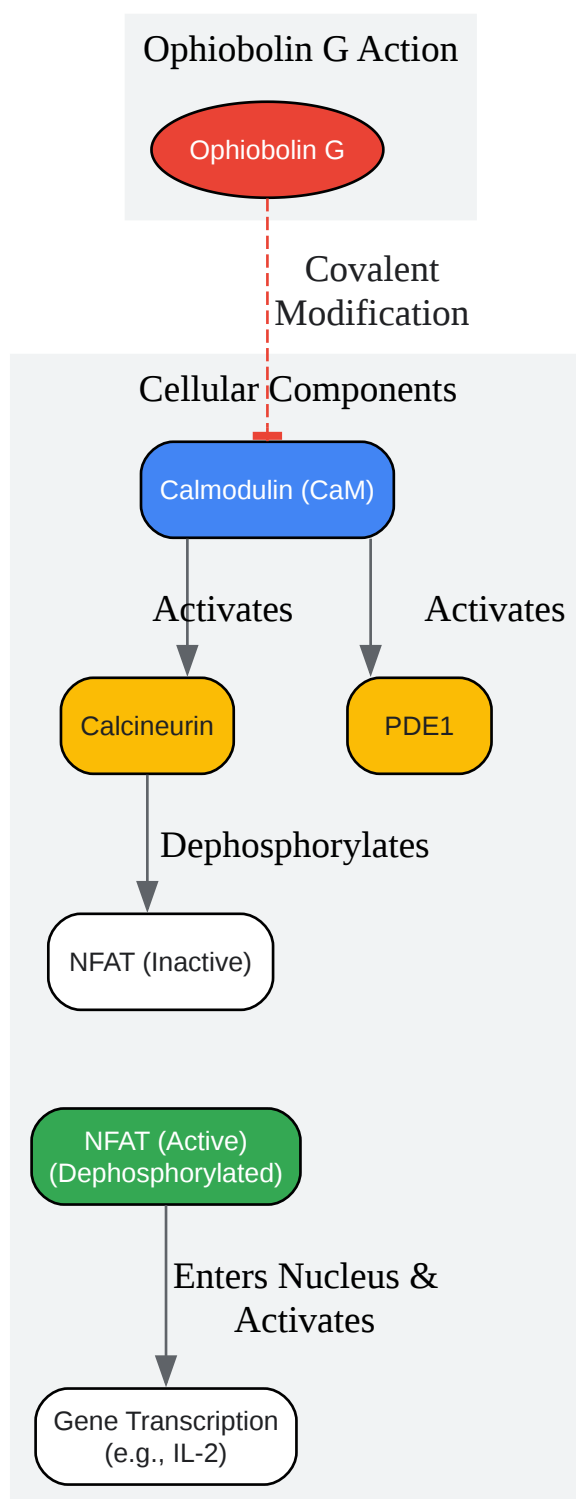 Ophiobolin G Action
Ophiobolin G
Covalent
Modification
Cellular Components
Calmodulin (CaM)
Activates
Activates
Calcineurin
PDE1
Dephosphorylates
NFAT (Inactive)
NFAT (Active)
(Dephosphorylated)
Enters Nucleus &
Activates
Gene Transcription
(e.g., IL-2)